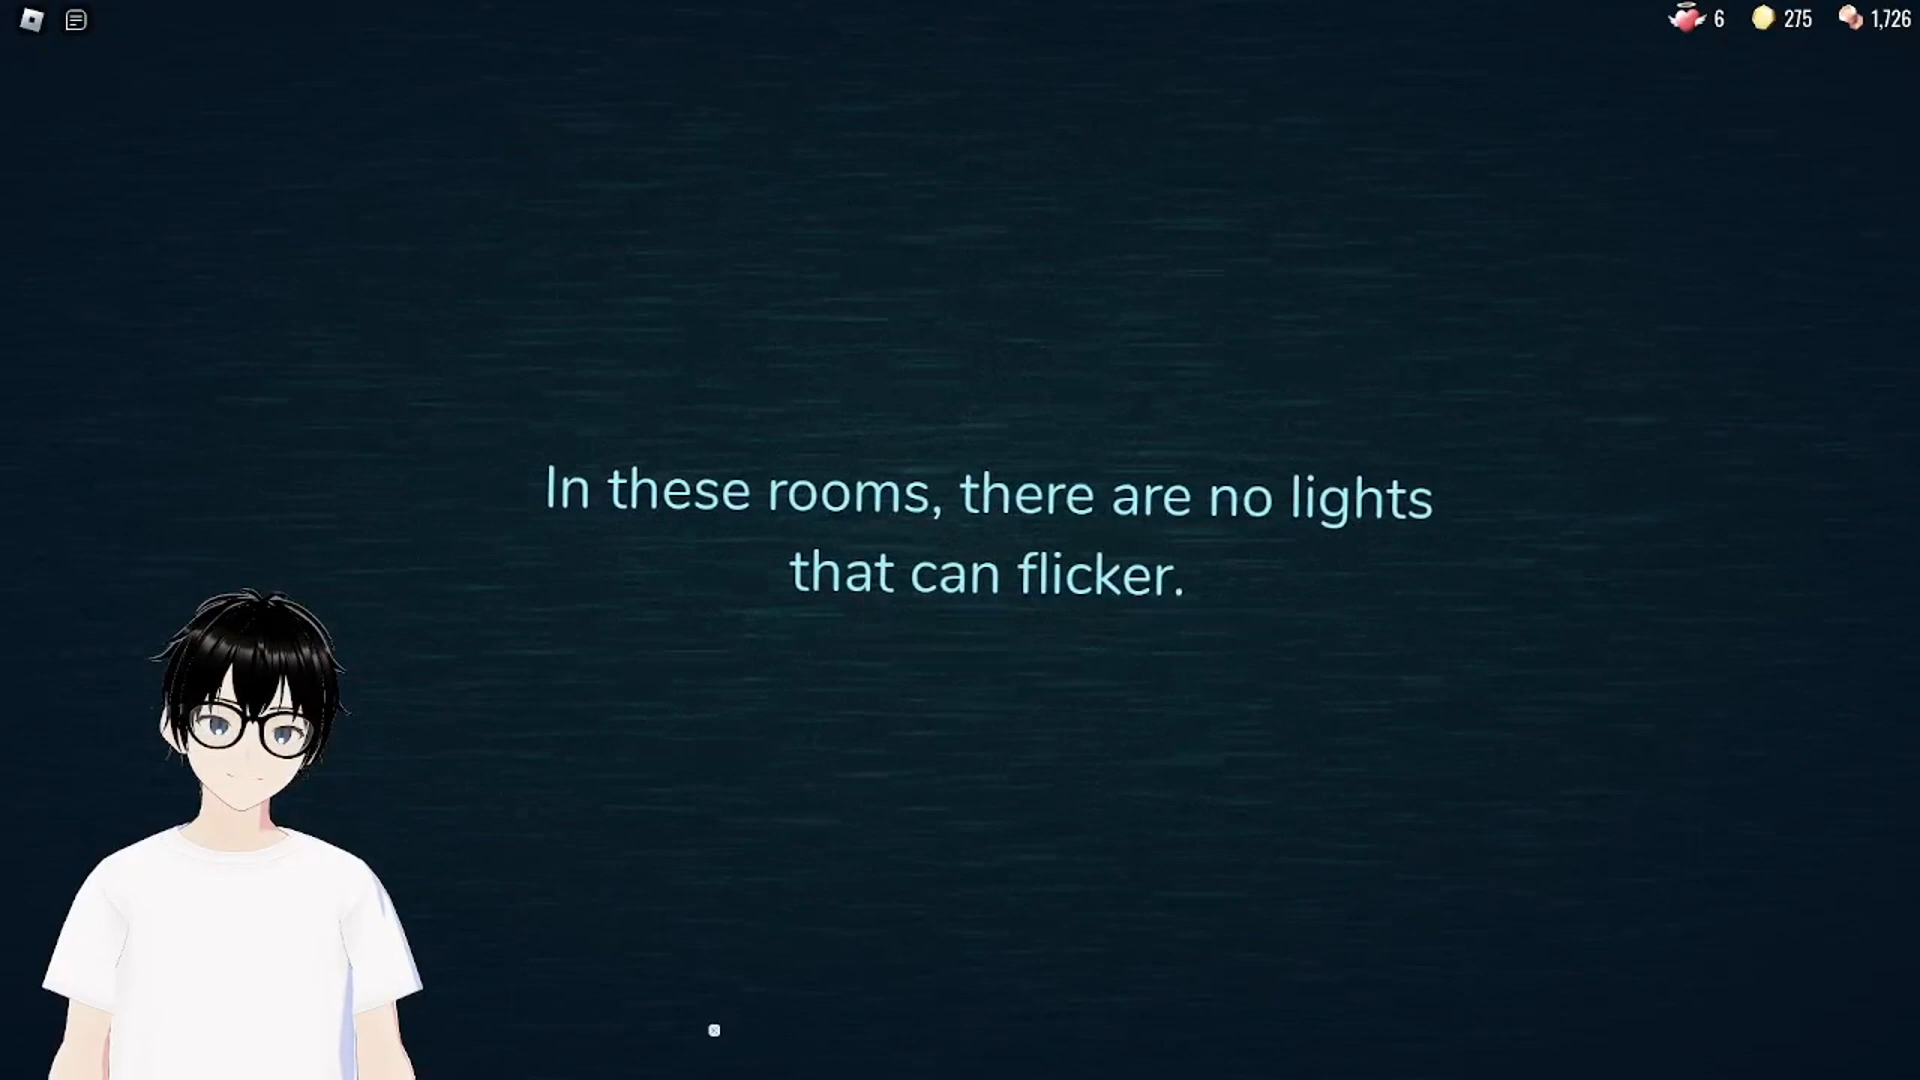 6 275 1,726
In these rooms, there are no lights
that can flicker.